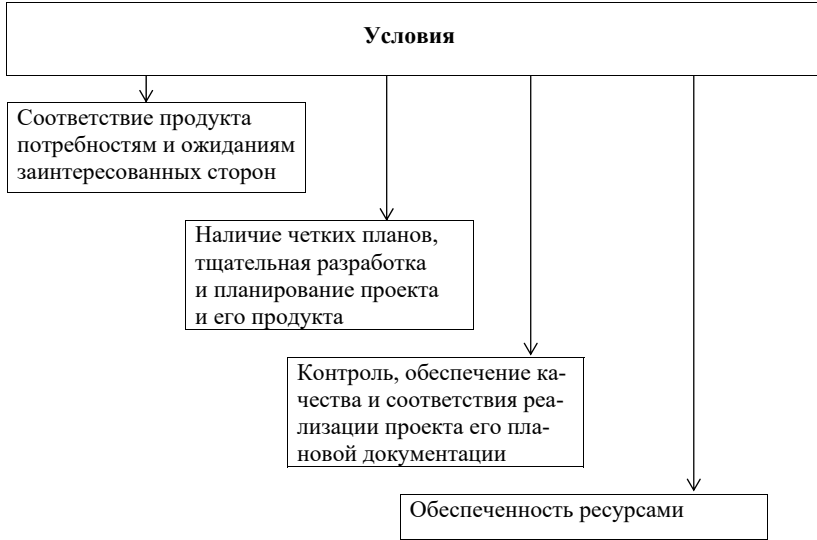 Условия
Соответствие продукта
потребностям и ожиданиям
заинтересованных сторон
Наличие четких планов,
тщательная разработка
и планирование проекта
и его продукта
Контроль, обеспечение ка-
чества и соответствия реа-
лизации проекта его пла-
новой документации
Обеспеченность ресурсами